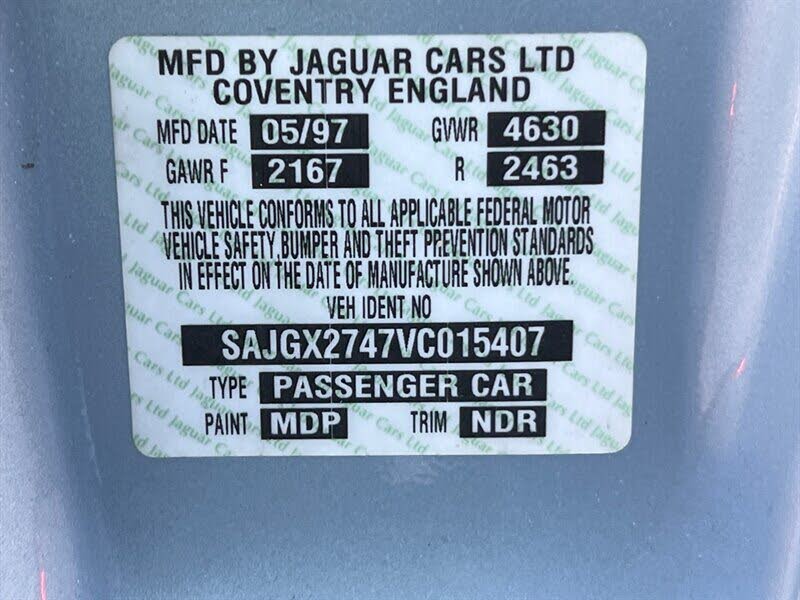 MFD BY JAGUAR CARS LTD
COVENTRY ENGLAND
MFD DATE 05/97 GVWR 4630
GAWR F 2167 R 2463
THIS VEHICLE CONFORMS TO ALL APPLICABLE FEDERAL MOTOR
VEHICLE SAFETY, BUMPER AND THEFT PREVENTION STANDARDS
IN EFFECT ON THE DATE OF MANUFACTURE SHOWN ABOVE.
VEH IDENT NO
SAJGX2747VC015407
TYPE PASSENGER CAR
PAINT MDP TRIM NDR